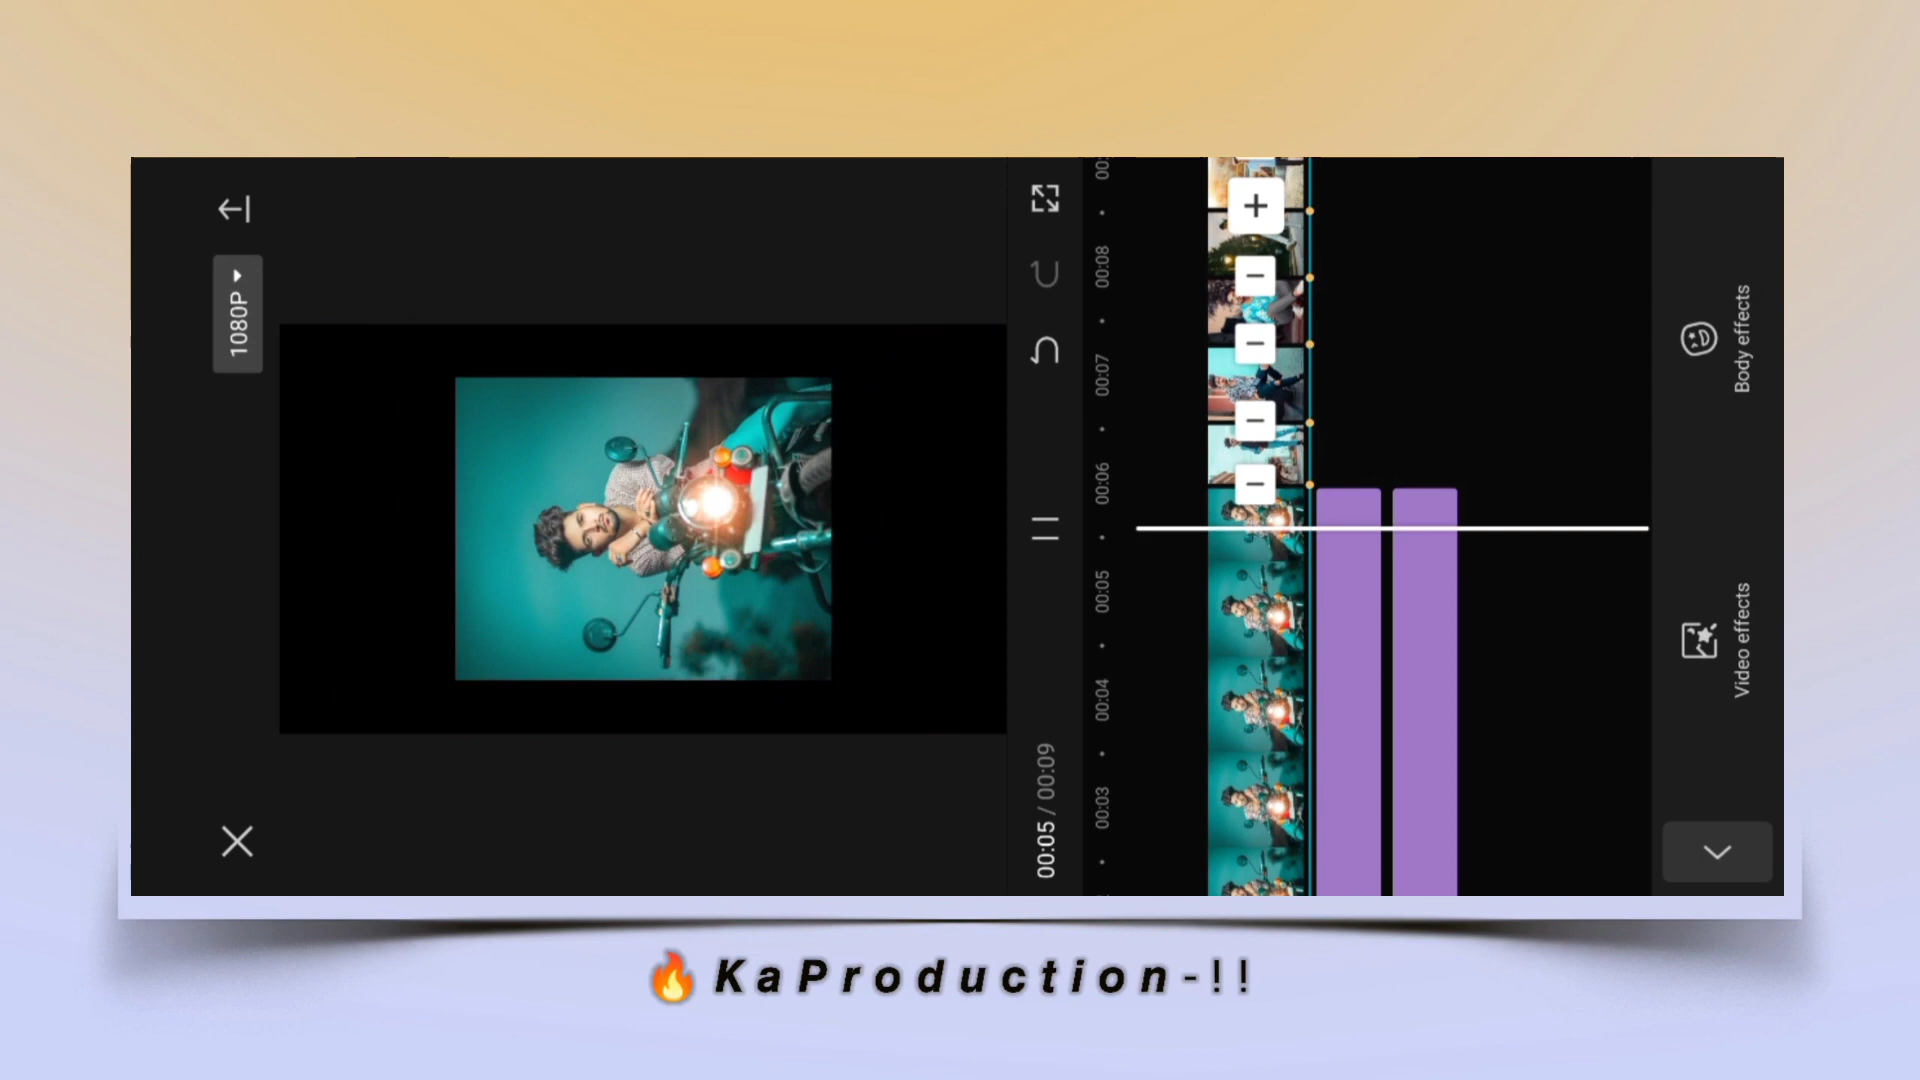 1080P
00:05 / 00:09
00:03
00:04
00:05
00:06
00:07
00:08
00:
Video effects
Body effects
🔥 KaProduction-!!